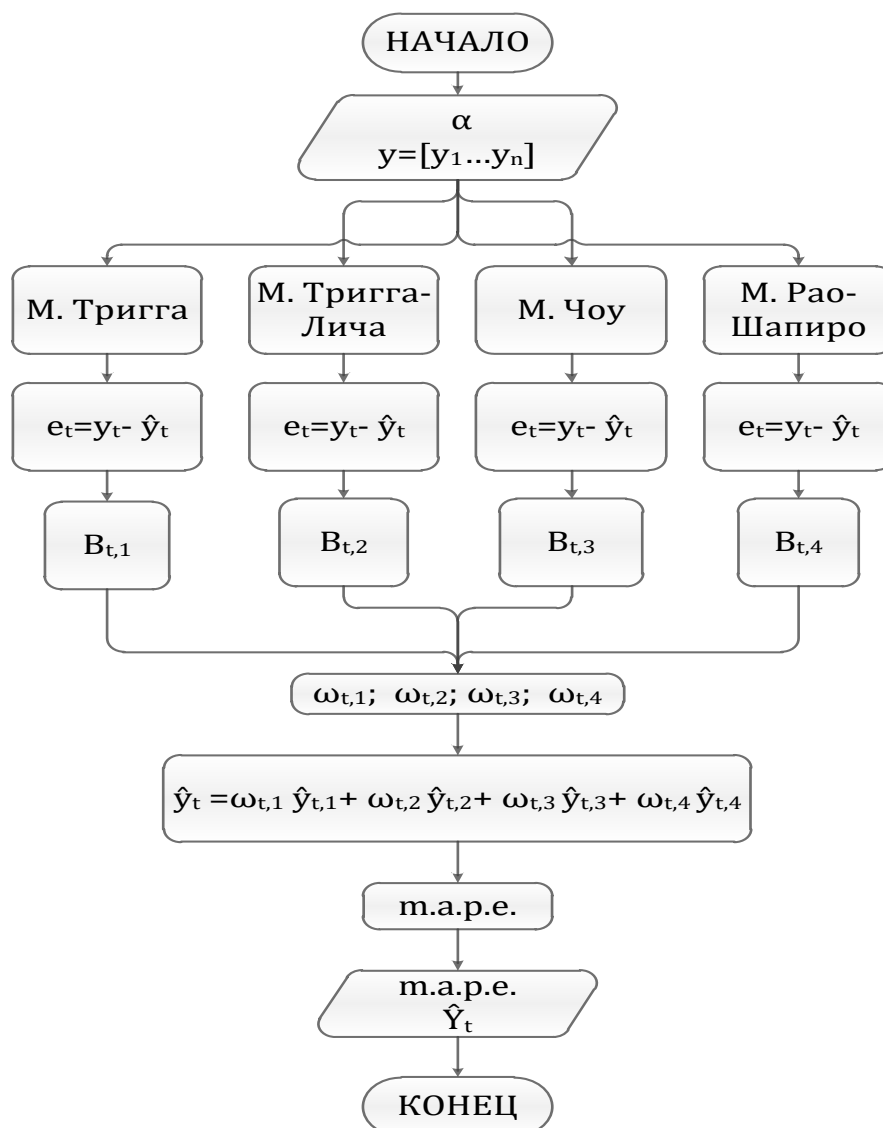 НАЧАЛО
α
y=[y₁...yₙ]
М. Тригга
М. Тригга-
Лича
М. Чоу
М. Рао-
Шапиро
eₜ=yₜ- ŷₜ
eₜ=yₜ- ŷₜ
eₜ=yₜ- ŷₜ
eₜ=yₜ- ŷₜ
Bₜ,₁
Bₜ,₂
Bₜ,₃
Bₜ,₄
ωₜ,₁; ωₜ,₂; ωₜ,₃; ωₜ,₄
ŷₜ =ωₜ,₁ ŷₜ,₁+ ωₜ,₂ ŷₜ,₂+ ωₜ,₃ ŷₜ,₃+ ωₜ,₄ ŷₜ,₄
m.a.p.e.
m.a.p.e.
Ŷₜ
КОНЕЦ